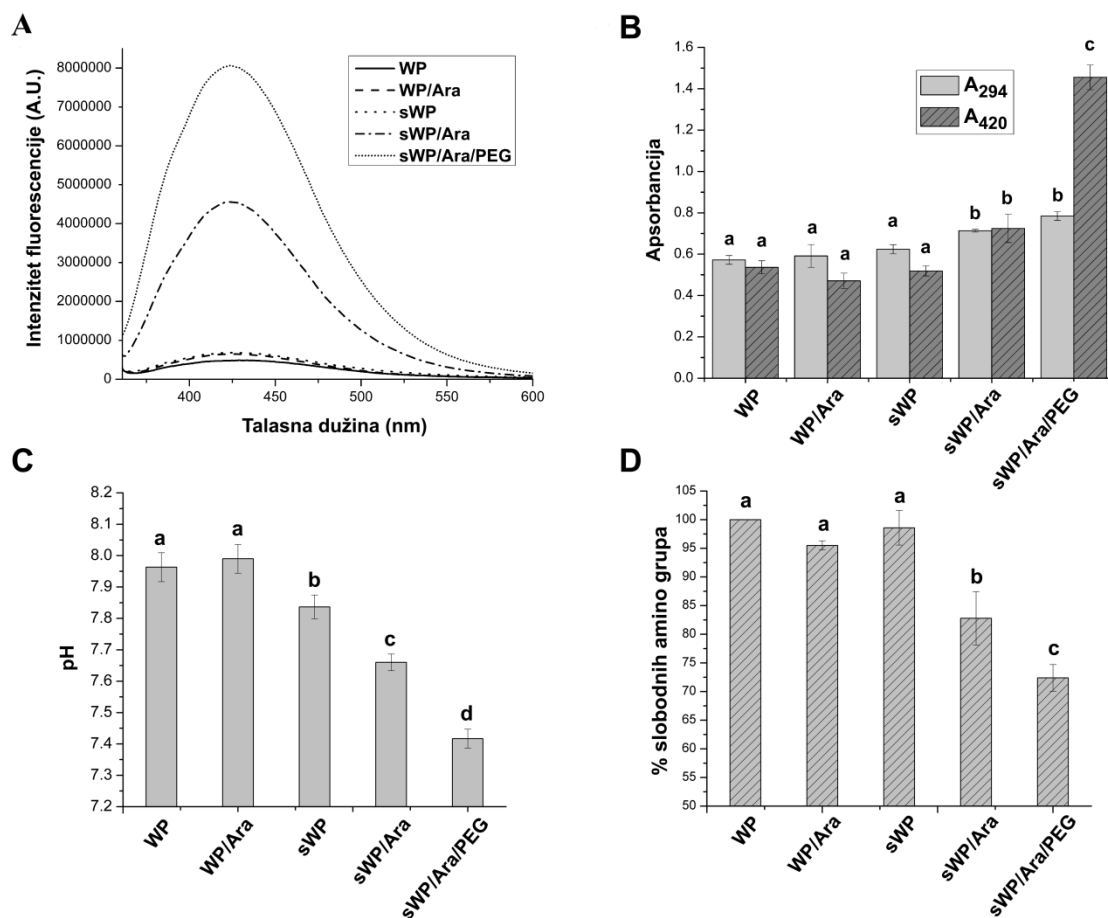 A
Intenzitet fluorescencije (A.U.)
8000000
7000000
6000000
5000000
4000000
3000000
2000000
1000000
0
400
450
500
550
600
Talasna dužina (nm)
WP
WP/Ara
sWP
sWP/Ara
sWP/Ara/PEG
B
Apsorbancija
1.6
1.4
1.2
1.0
0.8
0.6
0.4
0.2
0.0
A294
A420
a
a
a
a
a
a
b
b
b
c
WP
WP/Ara
sWP
sWP/Ara
sWP/Ara/PEG
C
pH
8.2
8.1
8.0
7.9
7.8
7.7
7.6
7.5
7.4
7.3
7.2
a
a
b
c
d
WP
WP/Ara
sWP
sWP/Ara
sWP/Ara/PEG
D
% slobodnih amino grupa
105
100
95
90
85
80
75
70
65
60
55
50
a
a
a
b
c
WP
WP/Ara
sWP
sWP/Ara
sWP/Ara/PEG